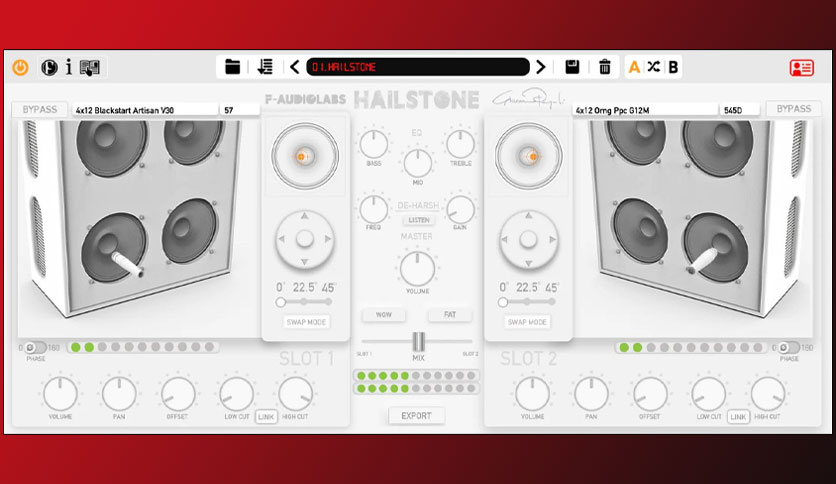 01.HAILSTONE
A B
F-AUDIOLABS HAILSTONE
BYPASS
4x12 Blackstart Artisan V30
57
EQ
BASS
MID
TREBLE
DE-HARSH
LISTEN
FREQ
GAIN
MASTER
VOLUME
WOW
FAT
SLOT 1
MIX
SLOT 2
EXPORT
4x12 Orng Ppc G12M
545D
BYPASS
0° 22.5° 45°
SWAP MODE
0° 22.5° 45°
SWAP MODE
0 180
PHASE
SLOT 1
VOLUME
PAN
OFFSET
LOW CUT
LINK
HIGH CUT
SLOT 2
0 180
PHASE
VOLUME
PAN
OFFSET
LOW CUT
LINK
HIGH CUT